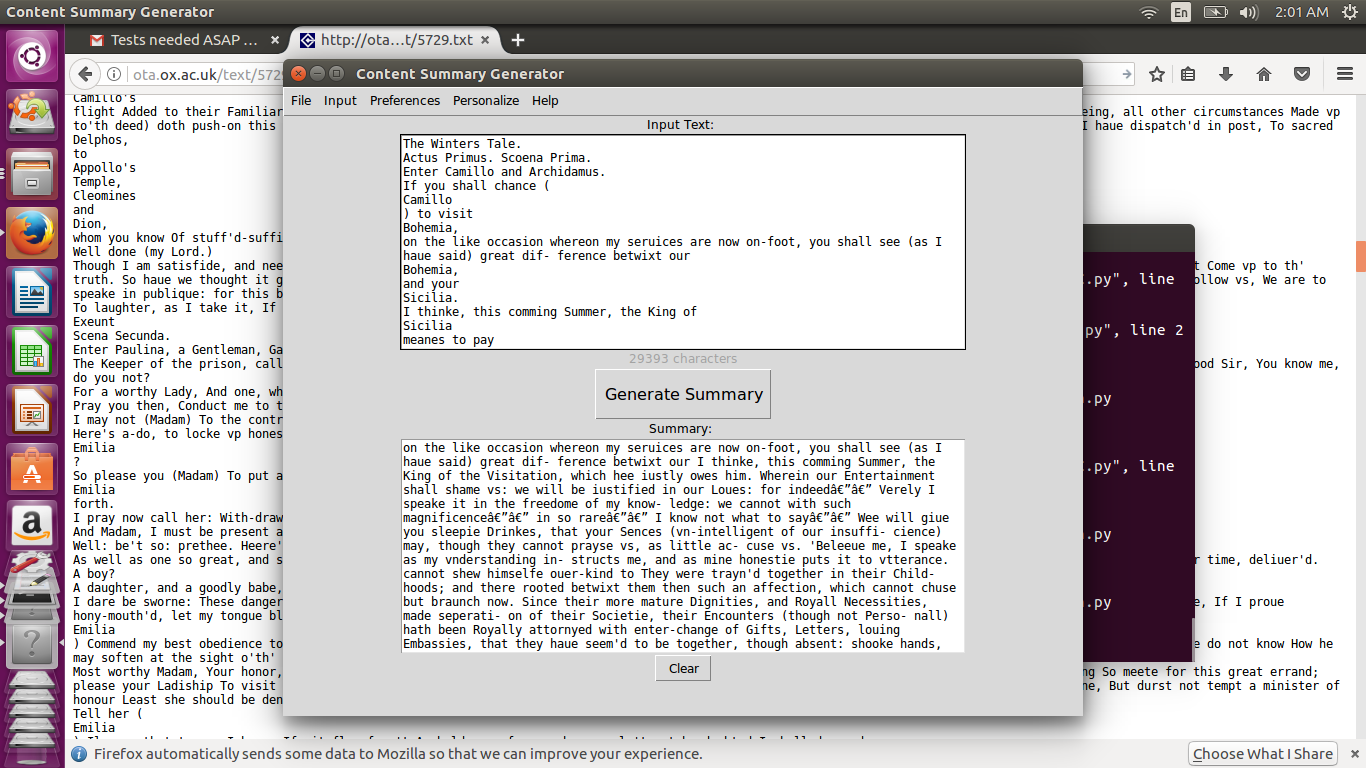 Content Summary Generator
En
2:01 AM
Tests needed ASAP ...
http://ota...t/5729.txt
ota.ox.ac.uk/text/572
Camillo's
flight Added to their Familiar
eing, all other circumstances Made vp
to'th deed) doth push-on this
I haue dispatch'd in post, To sacred
Delphos,
to
Appollo's
Temple,
Cleomines
and
Dion,
whom you know Of stuff'd-suffi
Well done (my Lord.)
Though I am satisfide, and nee
t Come vp to th'
truth. So haue we thought it g
ollow vs, We are to
speake in publique: for this b
To laughter, as I take it, If
Exeunt
Scena Secunda.
Enter Paulina, a Gentleman, Ga
The Keeper of the prison, call
ood Sir, You know me,
do you not?
For a worthy Lady, And one, wh
Pray you then, Conduct me to t
I may not (Madam) To the contr
Here's a-do, to locke vp hones
Emilia
?
So please you (Madam) To put a
Emilia
forth.
I pray now call her: With-draw
And Madam, I must be present a
Well: be't so: prethee. Heere'
As well as one so great, and s
r time, deliuer'd.
A boy?
A daughter, and a goodly babe,
I dare be sworne: These danger
e, If I proue
hony-mouth'd, let my tongue bl
Emilia
) Commend my best obedience to
e do not know How he
may soften at the sight o'th'
Most worthy Madam, Your honor,
ng So meete for this great errand;
please your Ladiship To visit
ne, But durst not tempt a minister of
honour Least she should be den
Tell her (
Emilia
Content Summary Generator
File Input Preferences Personalize Help
Input Text:
The Winters Tale.
Actus Primus. Scoena Prima.
Enter Camillo and Archidamus.
If you shall chance (
Camillo
) to visit
Bohemia,
on the like occasion whereon my seruices are now on-foot, you shall see (as I
haue said) great dif- ference betwixt our
Bohemia,
and your
Sicilia.
I thinke, this comming Summer, the King of
Sicilia
meanes to pay
29393 characters
Generate Summary
Summary:
on the like occasion whereon my seruices are now on-foot, you shall see (as I
haue said) great dif- ference betwixt our I thinke, this comming Summer, the
King of the Visitation, which hee iustly owes him. Wherein our Entertainment
shall shame vs: we will be iustified in our Loues: for indeedâ€”â€” Verely I
speake it in the freedome of my know- ledge: we cannot with such
magnificenceâ€”â€” in so rareâ€”â€” I know not what to sayâ€”â€” Wee will giue
you sleepie Drinkes, that your Sences (vn-intelligent of our insuffi- cience)
may, though they cannot prayse vs, as little ac- cuse vs. 'Beleeue me, I speake
as my vnderstanding in- structs me, and as mine honestie puts it to vtterance.
cannot shew himselfe ouer-kind to They were trayn'd together in their Child-
hoods; and there rooted betwixt them then such an affection, which cannot chuse
but braunch now. Since their more mature Dignities, and Royall Necessities,
made seperati- on of their Societie, their Encounters (though not Perso- nall)
hath been Royally attornyed with enter-change of Gifts, Letters, louing
Embassies, that they haue seem'd to be together, though absent: shooke hands,
Clear
.py", line
py", line 2
.py
.py", line
.py
.py
Firefox automatically sends some data to Mozilla so that we can improve your experience.
Choose What I Share